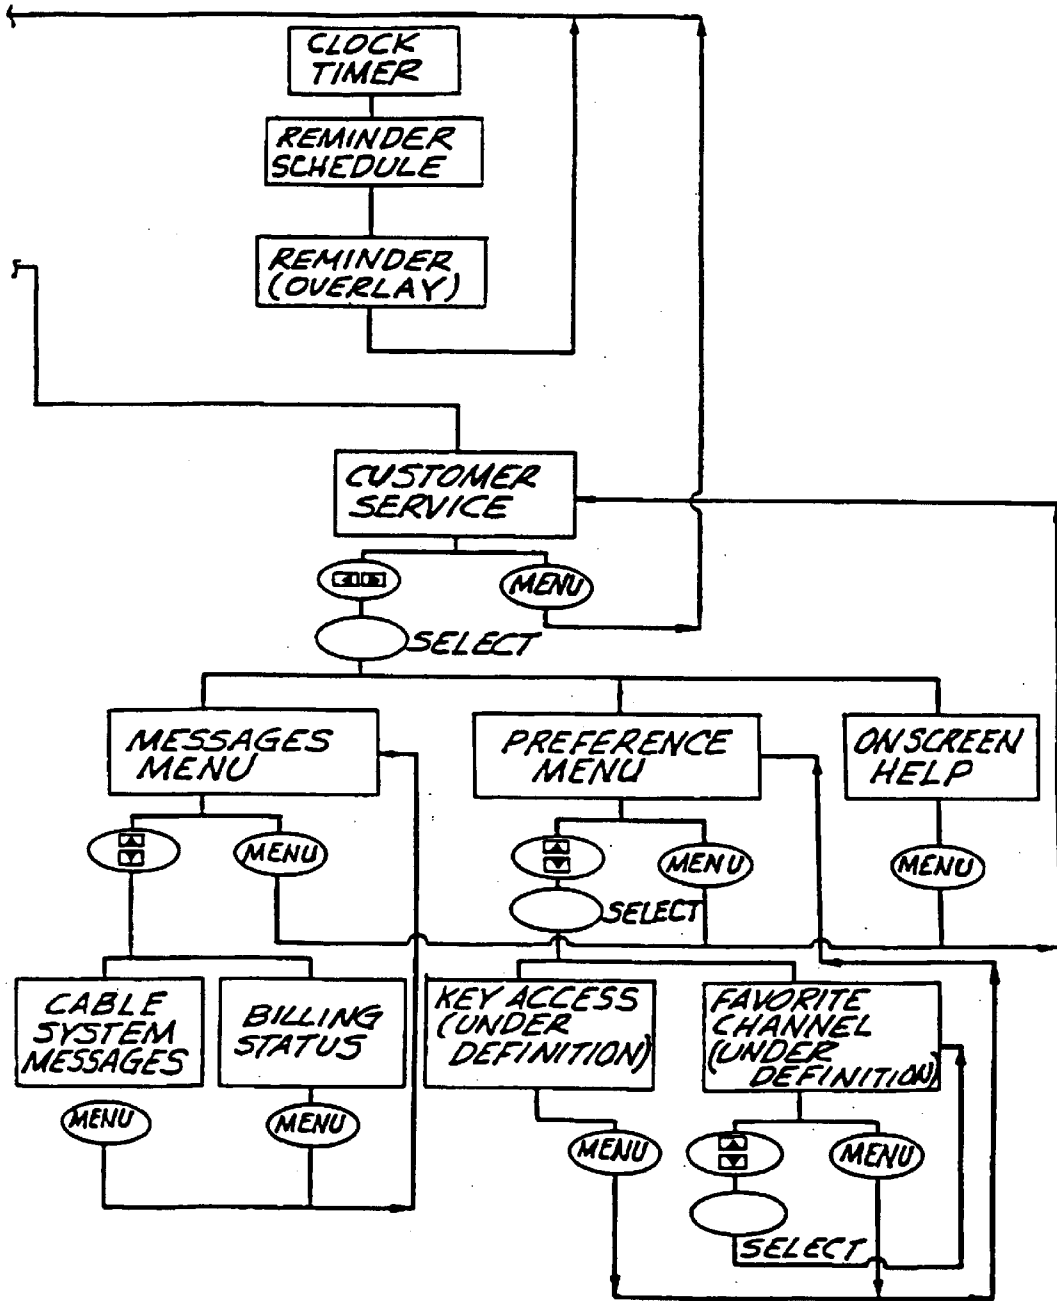 CLOCK
TIMER
REMINDER
SCHEDULE
REMINDER
(OVERLAY)
CUSTOMER
SERVICE
MENU
SELECT
MESSAGES
MENU
PREFERENCE
MENU
ON SCREEN
HELP
MENU
MENU
MENU
SELECT
CABLE
SYSTEM
MESSAGES
BILLING
STATUS
KEY ACCESS
(UNDER
DEFINITION)
FAVORITE
CHANNEL
(UNDER
DEFINITION)
MENU
MENU
MENU
MENU
SELECT